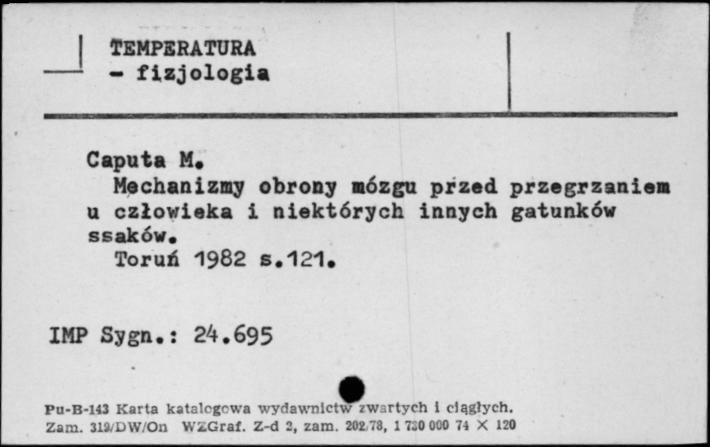 TEMPERATURA
- fizjologia
Caputa M.
Mechanizmy obrony mózgu przed przegrzaniem
u człowieka i niektórych innych gatunków
ssaków.
Toruń 1982 s.121.
IMP Sygn.: 24.695
Pu-B-143 Karta katalogowa wydawnictw zwartych i ciągłych.
Zam. 319/DW/On WZGraf. Z-d 2, zam. 202/78, 1 730 000 74 X 120